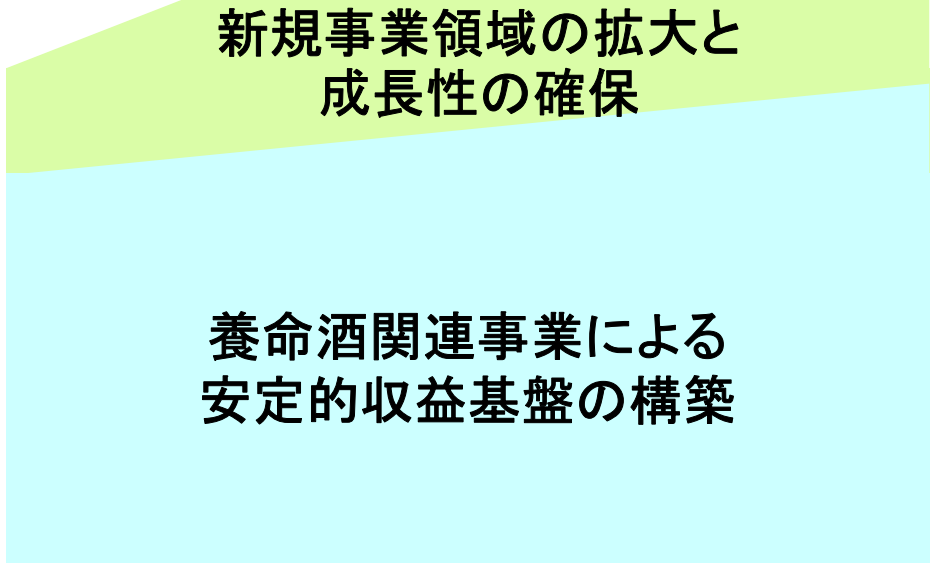 新規事業領域の拡大と
成長性の確保
養命酒関連事業による
安定的収益基盤の構築